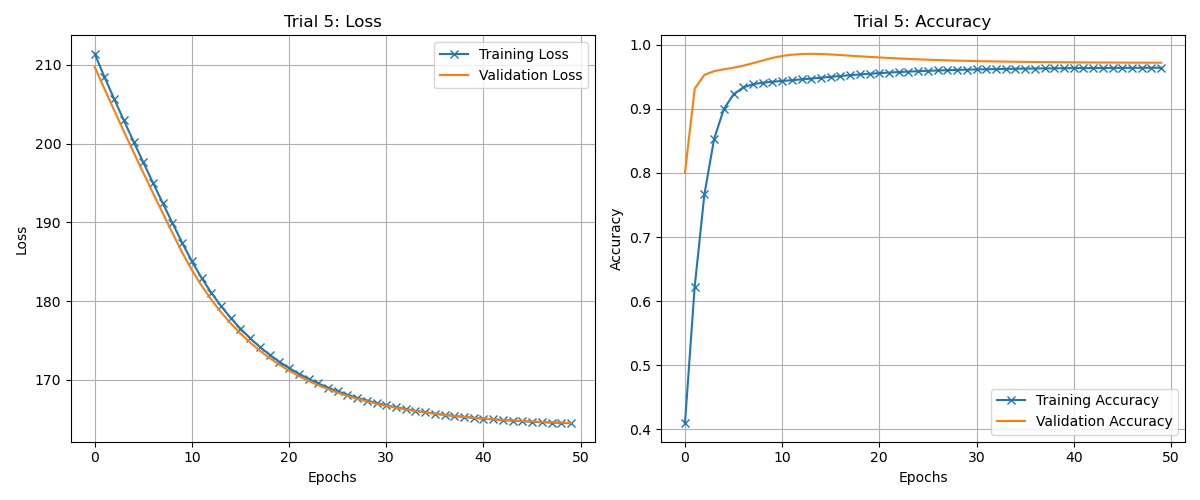 Trial 5: Loss
210
200
190
180
170
0
10
20
30
40
50
Loss
Epochs
Training Loss
Validation Loss
Trial 5: Accuracy
1.0
0.9
0.8
0.7
0.6
0.5
0.4
0
10
20
30
40
50
Accuracy
Epochs
Training Accuracy
Validation Accuracy